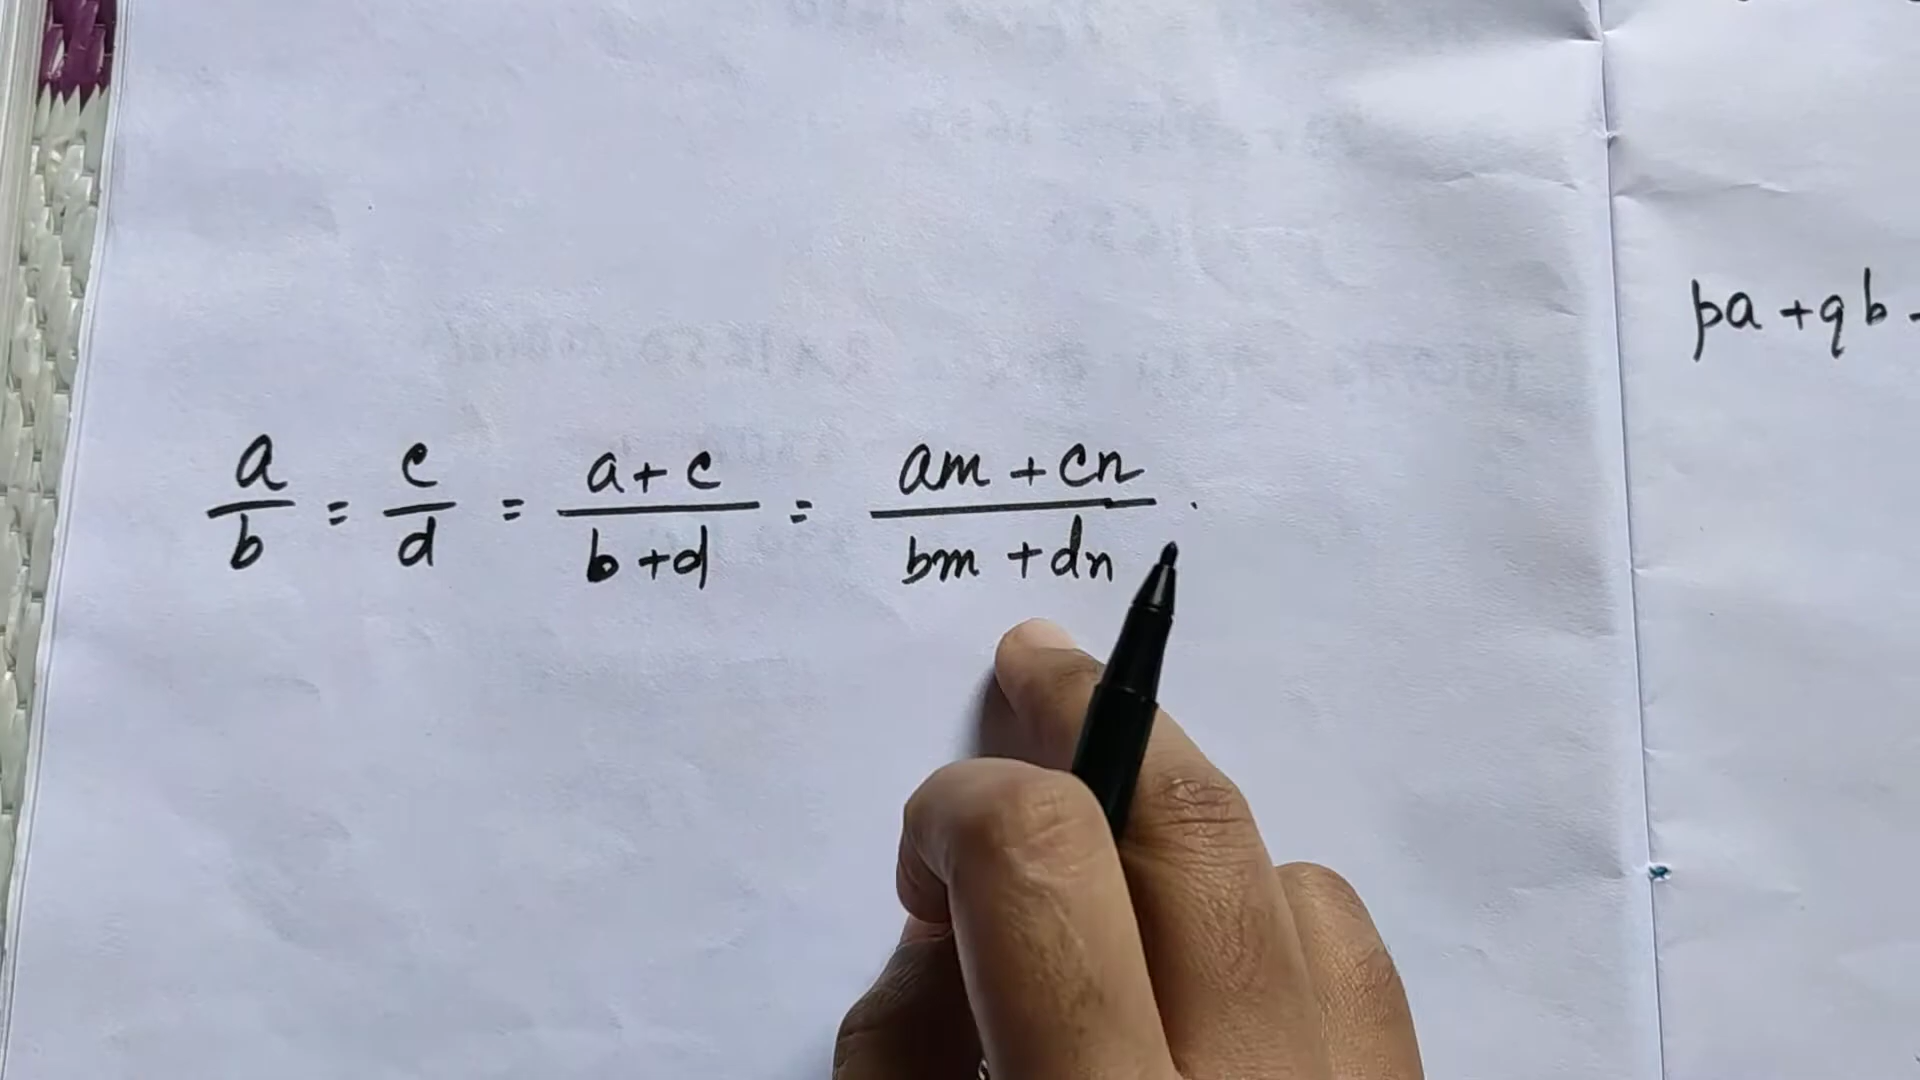 a/b = c/d = (a+c)/(b+d) = (am+cn)/(bm+dn)
pa+qb